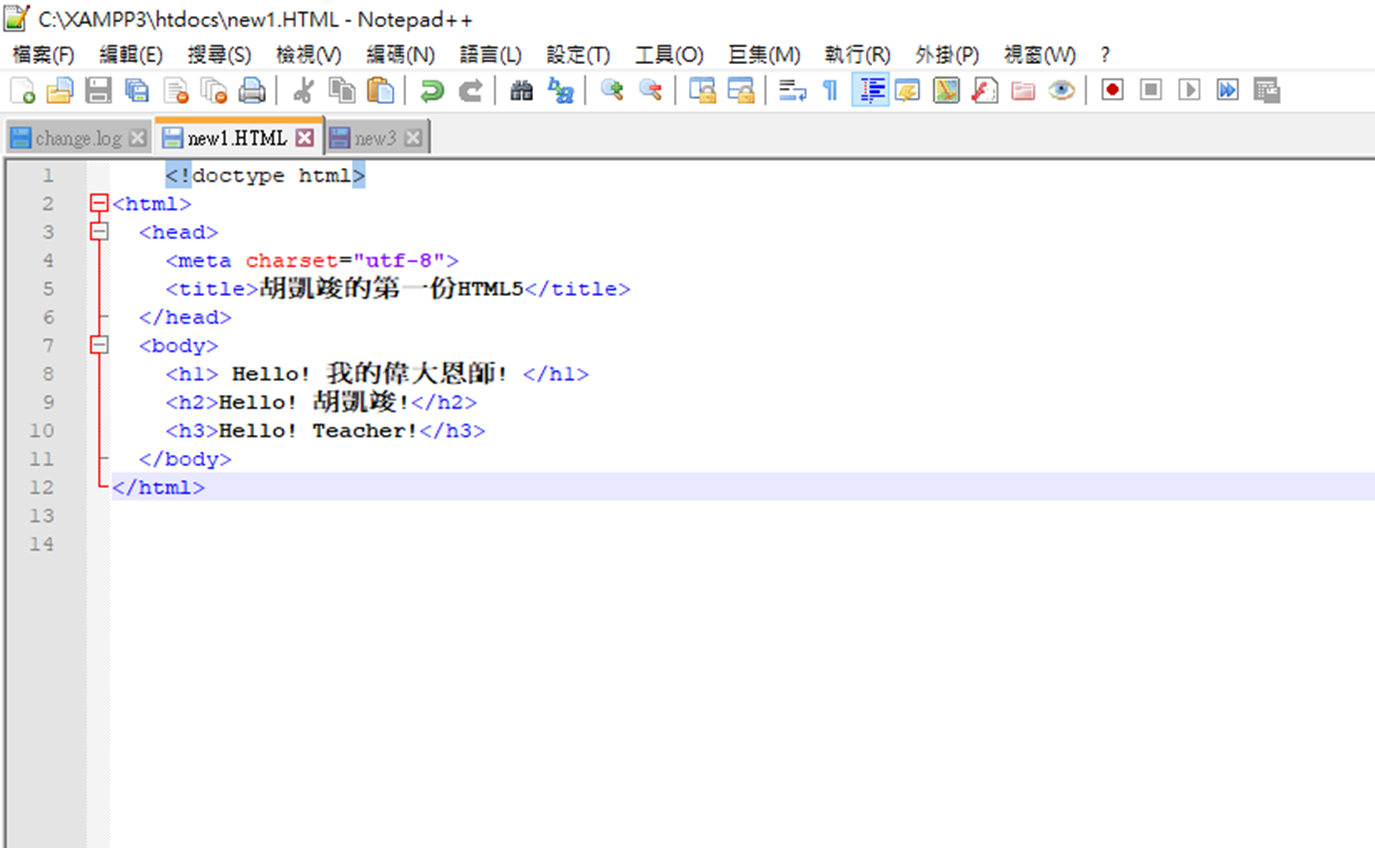 C:\XAMPP3\htdocs\new1.HTML - Notepad++
檔案(F) 編輯(E) 搜尋(S) 檢視(V) 編碼(N) 語言(L) 設定(T) 工具(O) 巨集(M) 執行(R) 外掛(P) 視窗(W) ?
change.log new1.HTML new3
1 <!doctype html>
2 <html>
3 <head>
4 <meta charset="utf-8">
5 <title>胡凱竣的第一份HTML5</title>
6 </head>
7 <body>
8 <h1> Hello! 我的偉大恩師! </h1>
9 <h2>Hello! 胡凱竣!</h2>
10 <h3>Hello! Teacher!</h3>
11 </body>
12 </html>
13
14